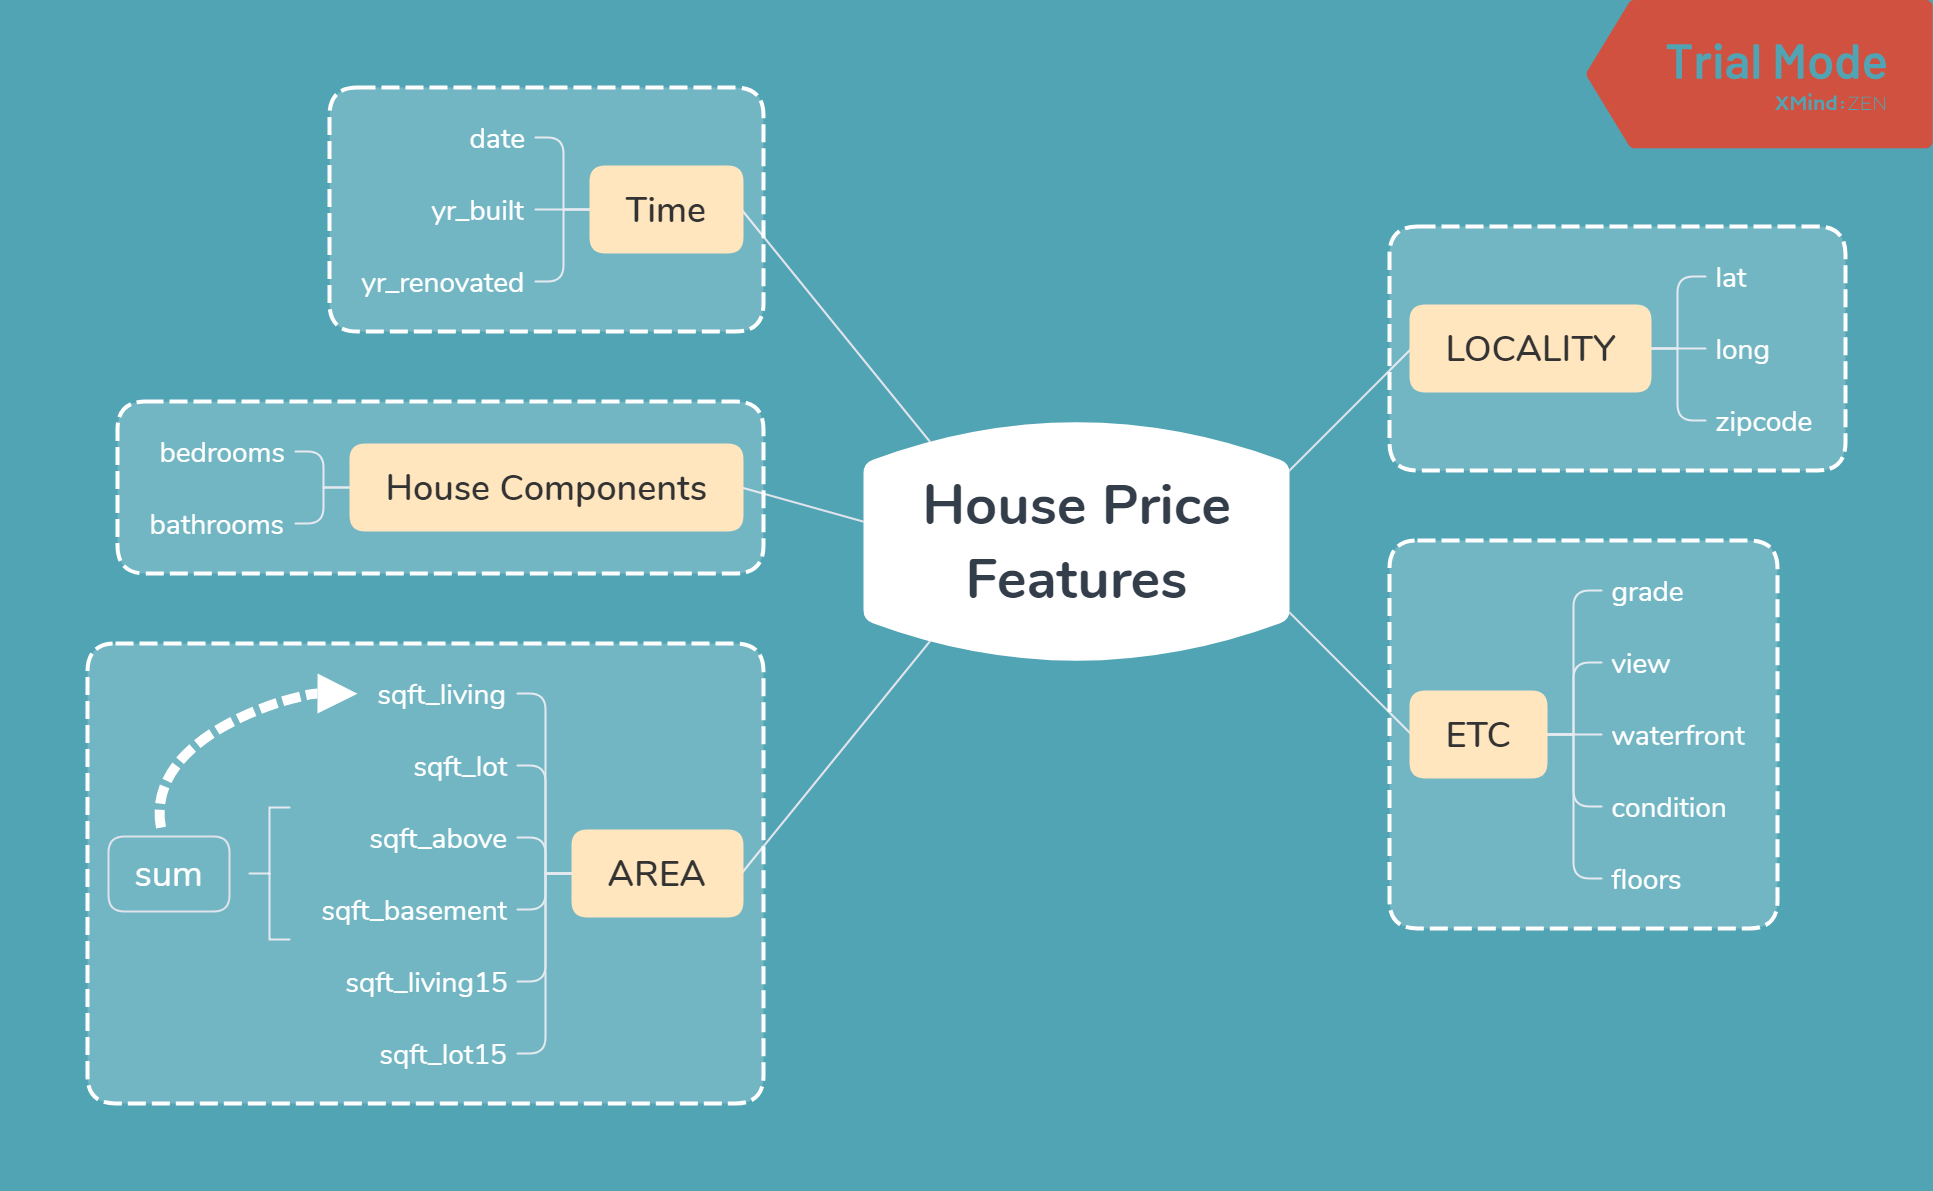 Trial Mode
XMind:ZEN
date
yr_built
yr_renovated
Time
bedrooms
bathrooms
House Components
sqft_living
sqft_lot
sqft_above
sqft_basement
sqft_living15
sqft_lot15
sum
AREA
House Price
Features
LOCALITY
lat
long
zipcode
ETC
grade
view
waterfront
condition
floors